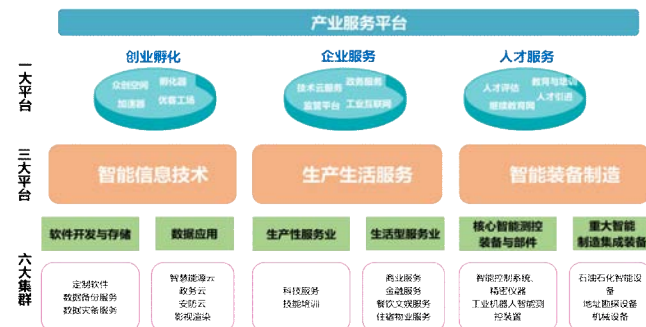 产业服务平台
创业孵化
企业服务
人才服务
一大平台
众创空间
孵化器
加速器
优客工场
技术云服务
政务服务
监管平台
工业互联网
人才评估
教育与培训
人才引进
继续教育网
三大平台
智能信息技术
生产生活服务
智能装备制造
六大集群
软件开发与存储
数据应用
生产性服务业
生活型服务业
核心智能测控
装备与部件
重大智能
制造集成装备
定制软件
数据备份服务
数据灾备服务
智慧能源云
政务云
安防云
影视渲染
科技服务
技能培训
商业服务
金融服务
餐饮文娱服务
住宿物业服务
智能控制系统、
精密仪器
工业机器人智能测
控装置
石油石化智能设
备
地址勘探设备
机械设备